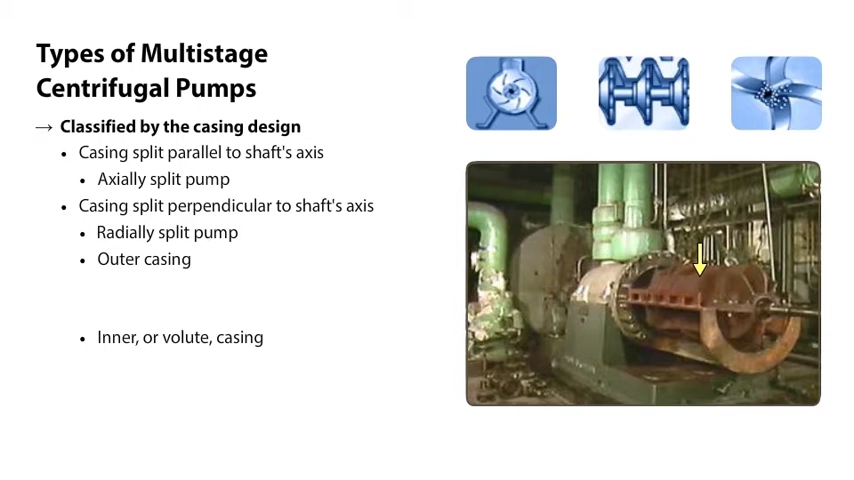 Types of Multistage
Centrifugal Pumps
→ Classified by the casing design
• Casing split parallel to shaft's axis
• Axially split pump
• Casing split perpendicular to shaft's axis
• Radially split pump
• Outer casing
• Inner, or volute, casing